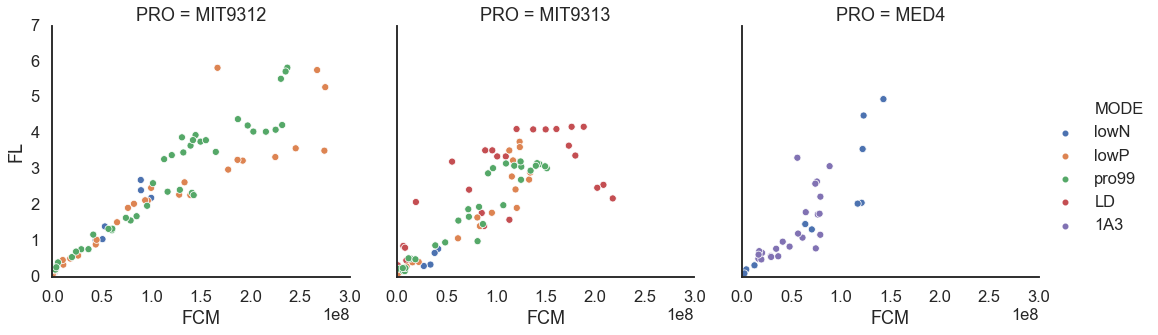 PRO = MIT9312
PRO = MIT9313
PRO = MED4
FL
7
6
5
4
3
2
1
0
0.0 0.5 1.0 1.5 2.0 2.5 3.0
1e8
FCM
0.0 0.5 1.0 1.5 2.0 2.5 3.0
1e8
FCM
0.0 0.5 1.0 1.5 2.0 2.5 3.0
1e8
FCM
MODE
lowN
lowP
pro99
LD
1A3